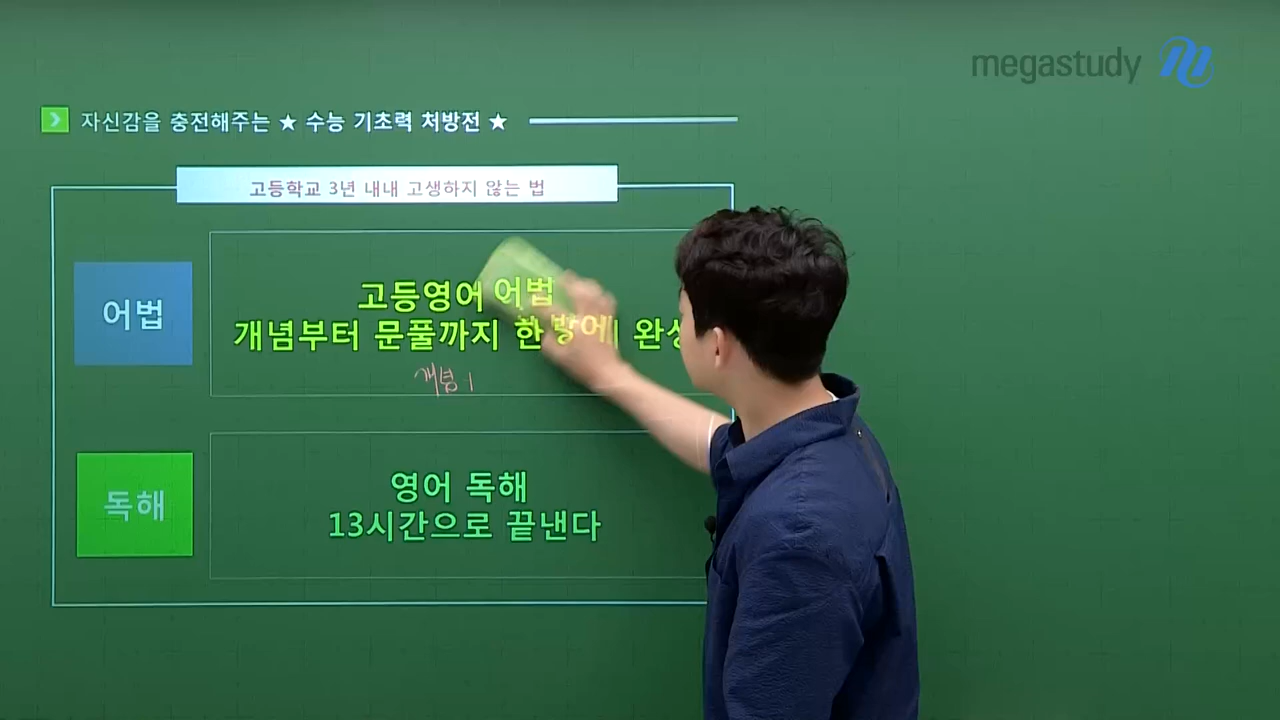 megastudy
자신감을 충전해주는 ★ 수능 기초력 처방전 ★
고등학교 3년 내내 고생하지 않는 법
어법
고등영어 어법
개념부터 문풀까지 한방에
개념
독해
영어 독해
13시간으로 끝낸다